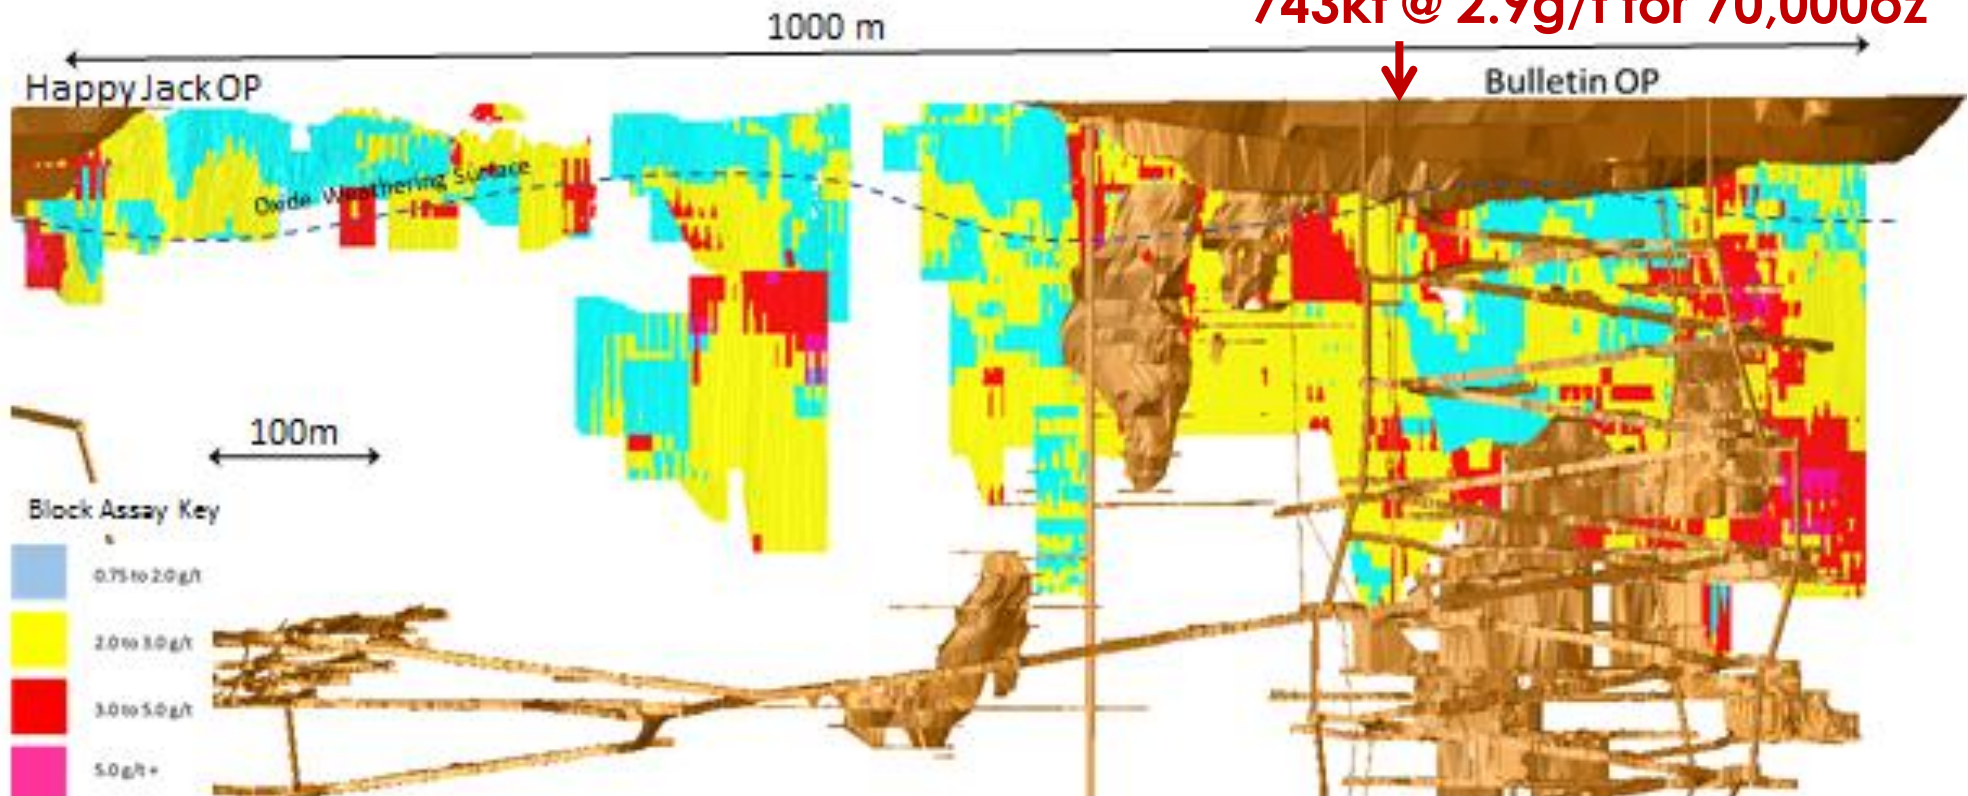 743kt @ 2.9g/t for 70,000oz
1000 m
Happy Jack OP
Bulletin OP
Oxide Weathering Surface
100m
Block Assay Key
0.75 to 2.0 g/t
2.0 to 3.0 g/t
3.0 to 5.0 g/t
5.0 g/t +